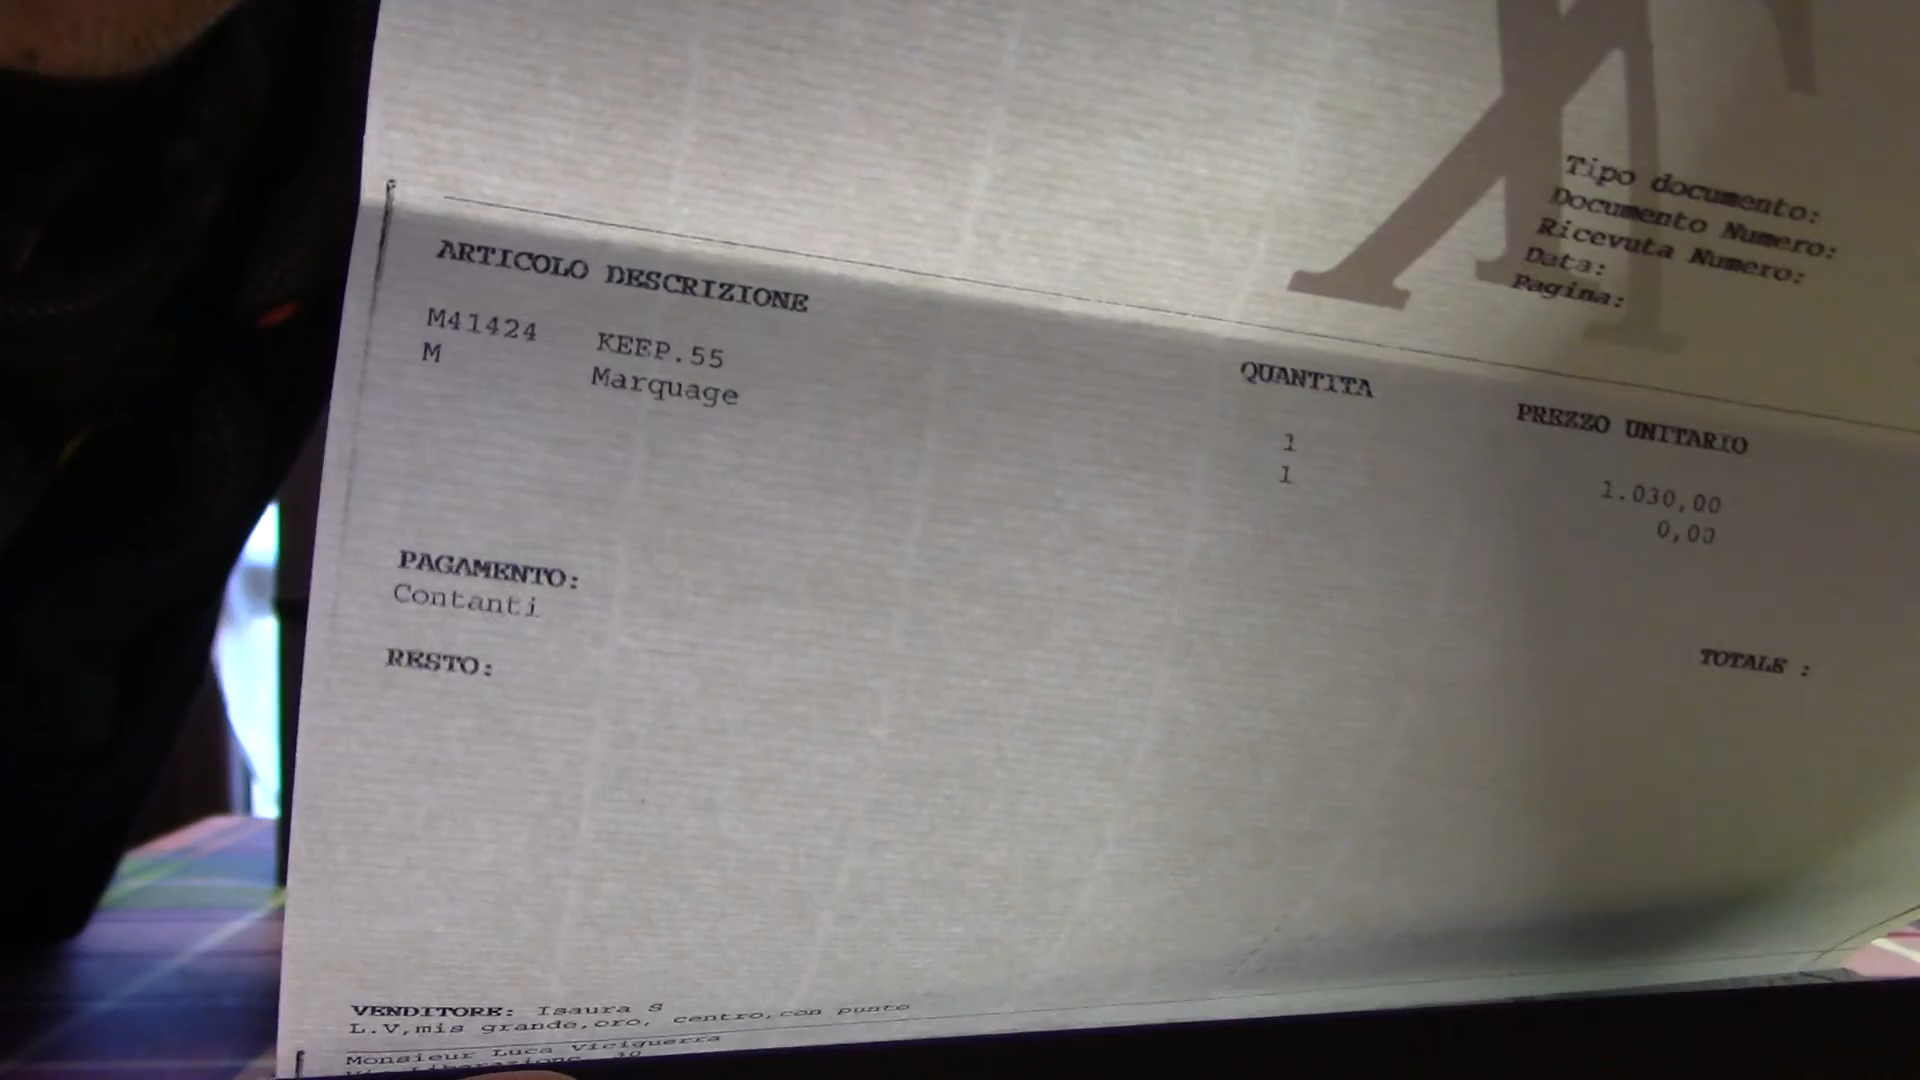 Tipo documento:
Documento Numero:
Ricevuta Numero:
Data:
Pagina:
ARTICOLO DESCRIZIONE QUANTITA PREZZO UNITARIO
M41424 KEEP.55 1 1.030,00
M Marquage 1 0,00
PAGAMENTO:
Contanti
TOTALE :
RESTO:
VENDITORE: Isaura S
L.V,mis grande,oro, centro,con punto
Monsieur Luca Viciguerra